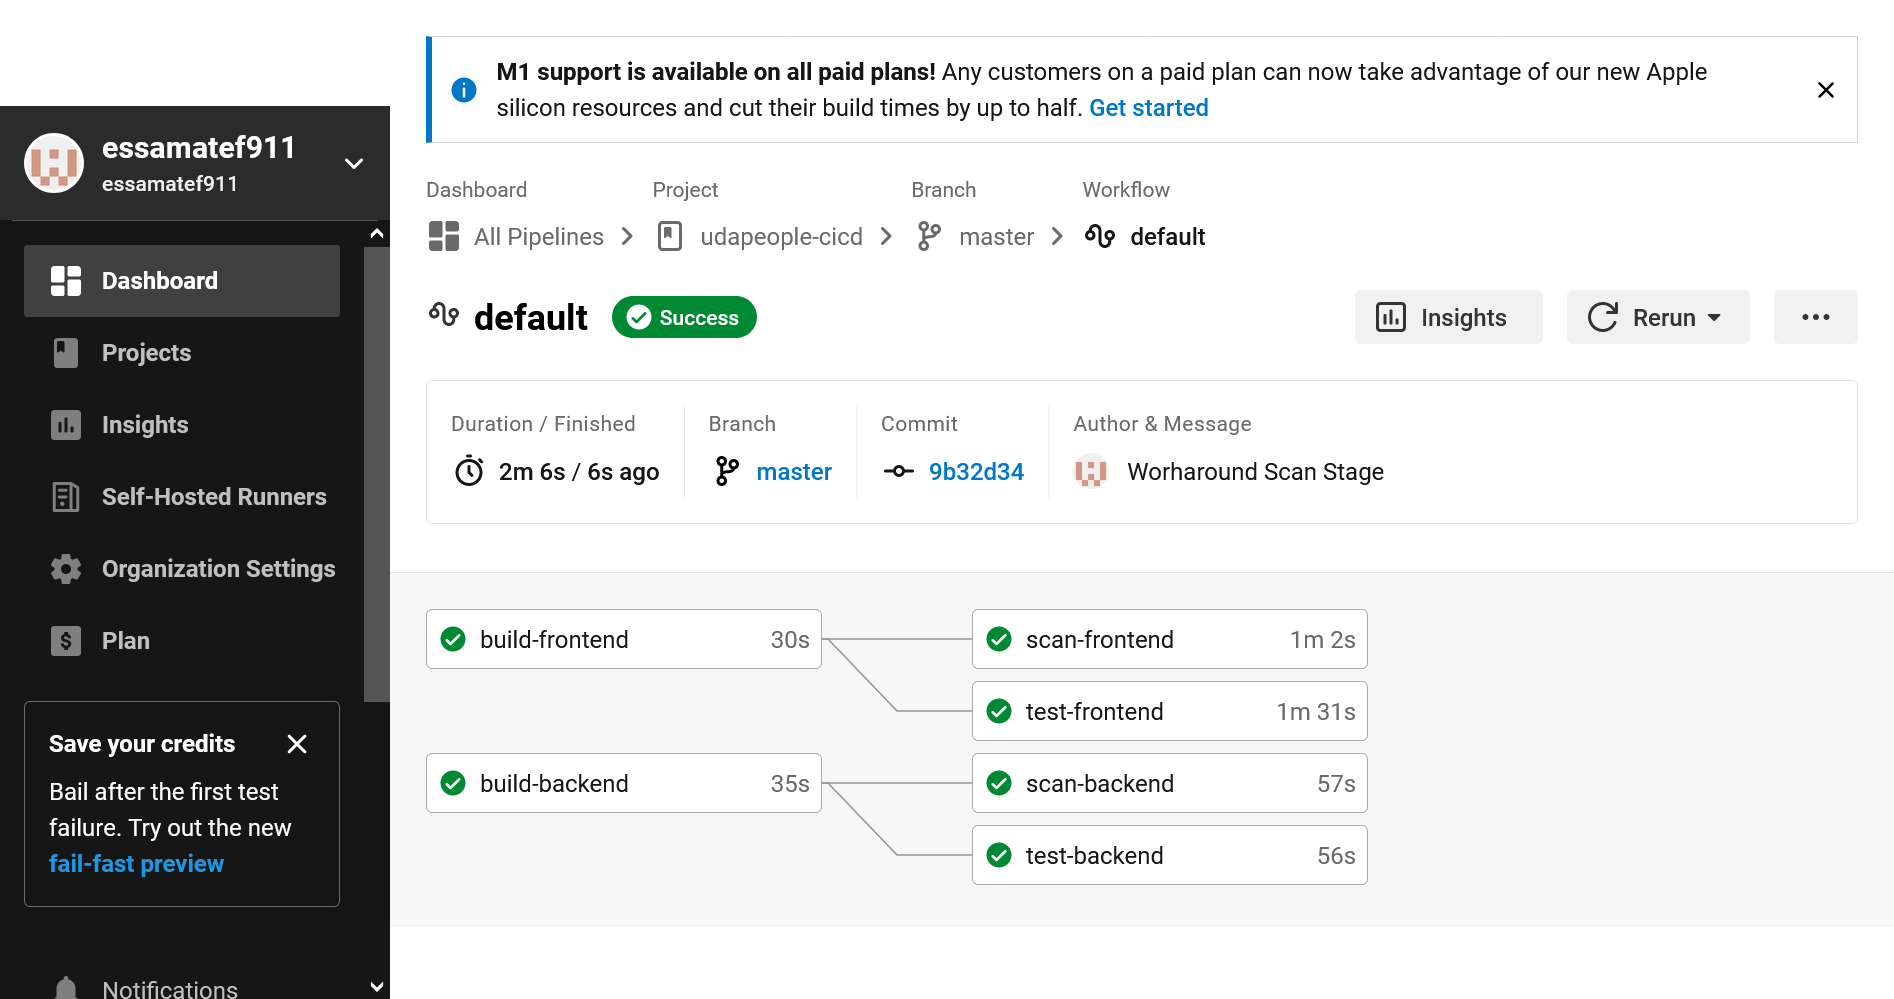 M1 support is available on all paid plans! Any customers on a paid plan can now take advantage of our new Apple
silicon resources and cut their build times by up to half. Get started
essamatef911
essamatef911
Dashboard
Projects
Insights
Self-Hosted Runners
Organization Settings
Plan
Save your credits
Bail after the first test
failure. Try out the new
fail-fast preview
Notifications
Dashboard Project Branch Workflow
All Pipelines udapeople-cicd master default
default Success Insights Rerun
Duration / Finished Branch Commit Author & Message
2m 6s / 6s ago master 9b32d34 Worharound Scan Stage
build-frontend 30s scan-frontend 1m 2s
test-frontend 1m 31s
build-backend 35s scan-backend 57s
test-backend 56s